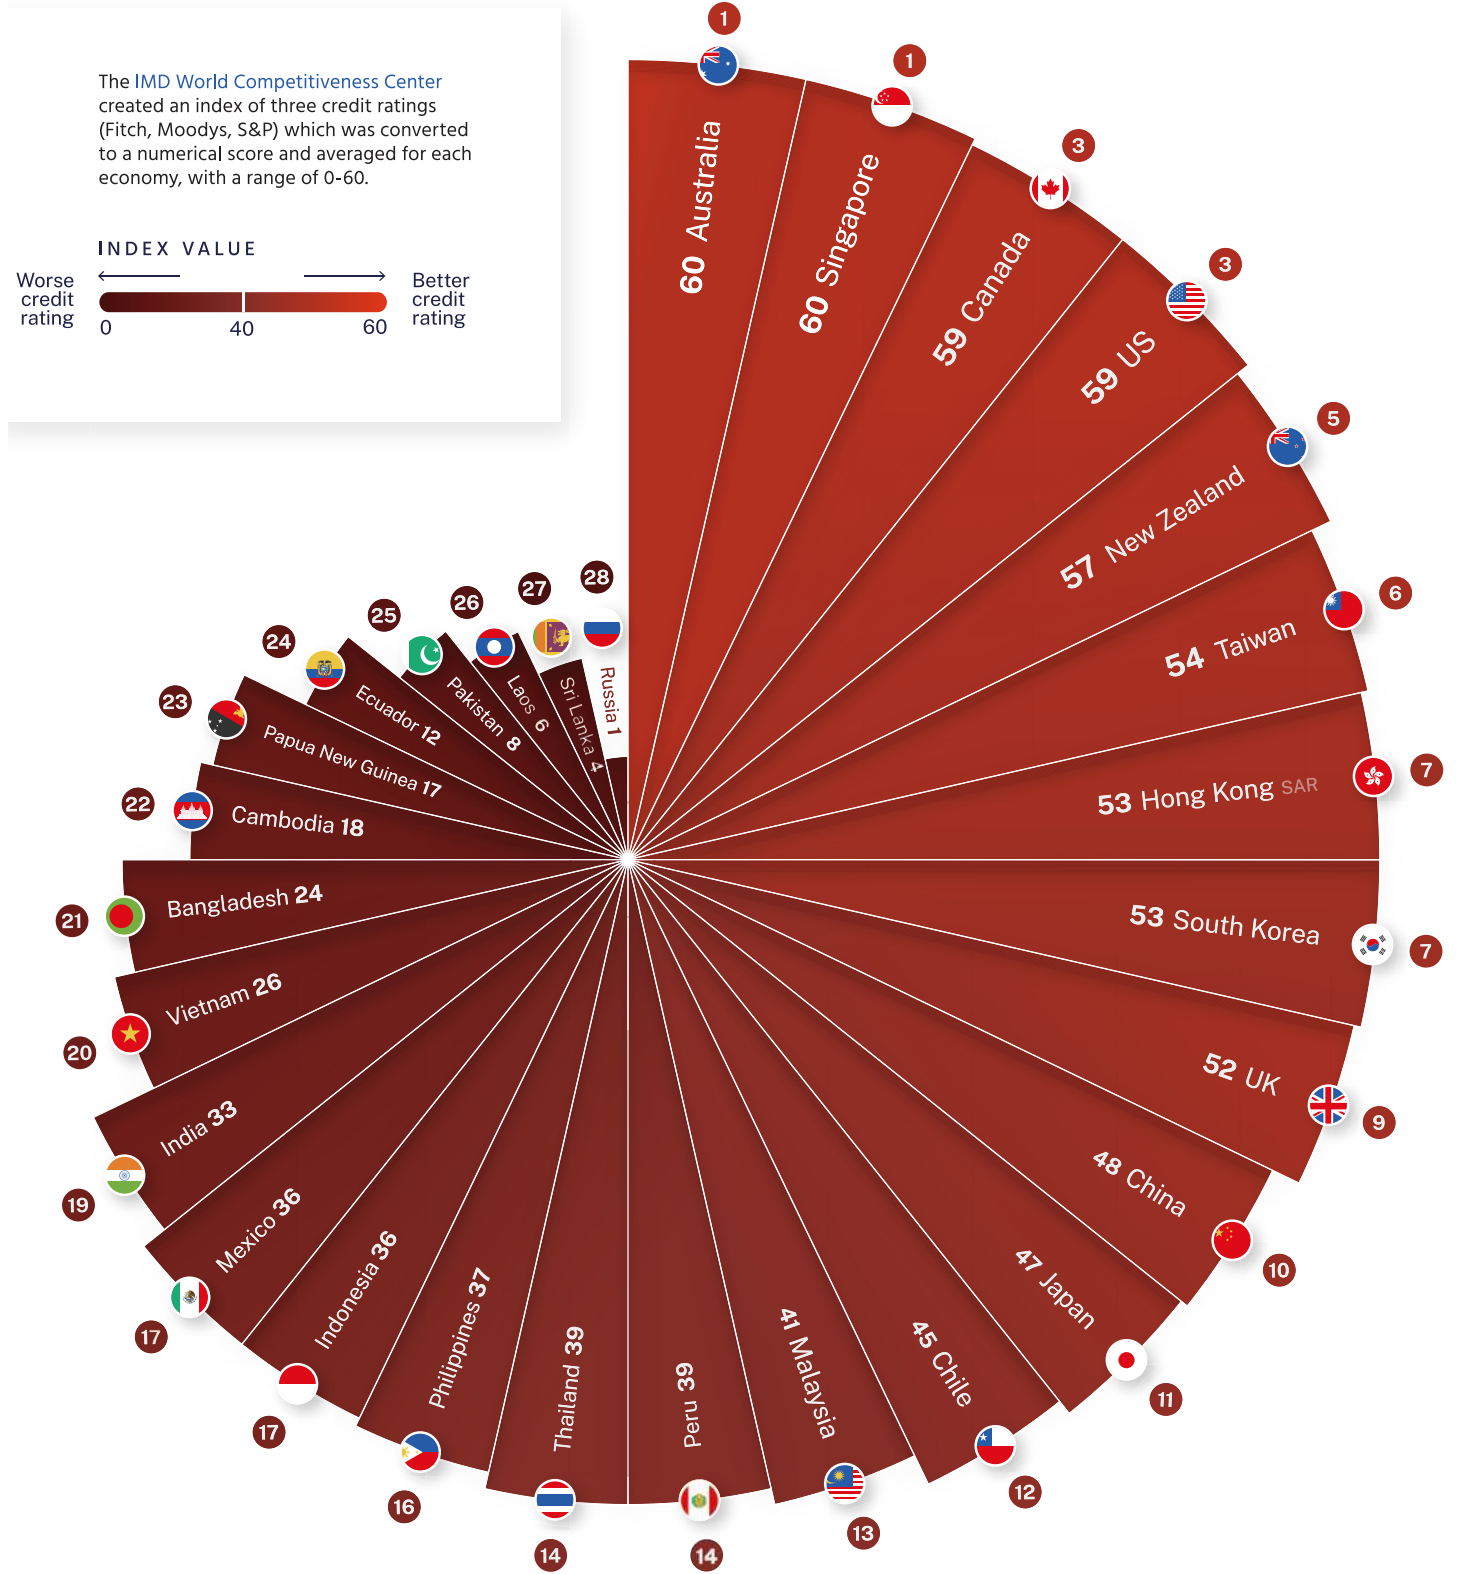 The IMD World Competitiveness Center
created an index of three credit ratings
(Fitch, Moodys, S&P) which was converted
to a numerical score and averaged for each
economy, with a range of 0-60.
INDEX VALUE
Worse
credit
rating
0
40
60
Better
credit
rating
1
60 Australia
1
60 Singapore
3
59 Canada
3
59 US
5
57 New Zealand
6
54 Taiwan
7
53 Hong Kong SAR
7
53 South Korea
9
52 UK
10
48 China
11
47 Japan
12
45 Chile
13
41 Malaysia
14
Peru 39
14
Thailand 39
16
Philippines 37
17
Indonesia 36
17
Mexico 36
19
India 33
20
Vietnam 26
21
Bangladesh 24
22
Cambodia 18
23
Papua New Guinea 17
24
Ecuador 12
25
Pakistan 8
26
Laos 6
27
Sri Lanka 4
28
Russia 1